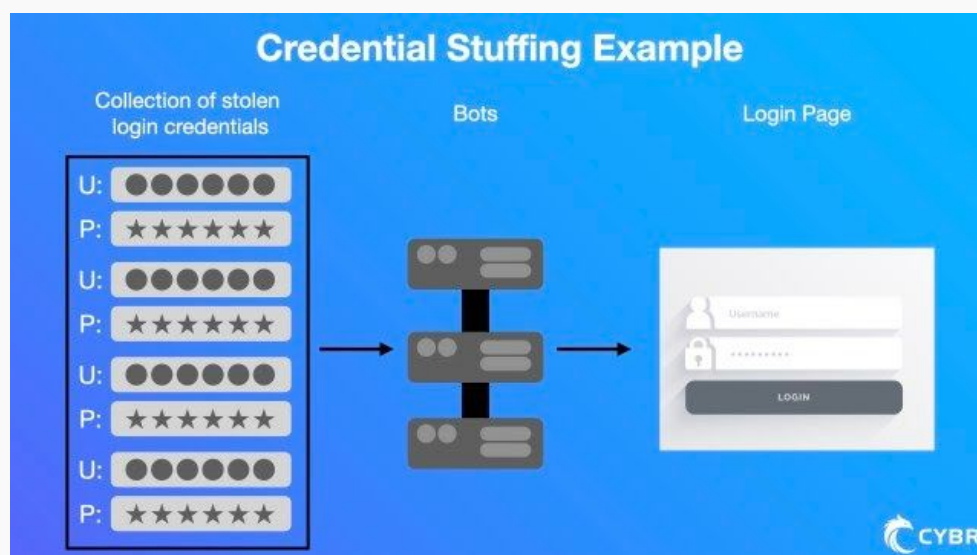 Credential Stuffing Example
Collection of stolen
login credentials
Bots
Login Page
U: ●●●●●●
P: ★★★★★★
U: ●●●●●●
P: ★★★★★★
U: ●●●●●●
P: ★★★★★★
U: ●●●●●●
P: ★★★★★★
Username
*********
LOGIN
CYBR